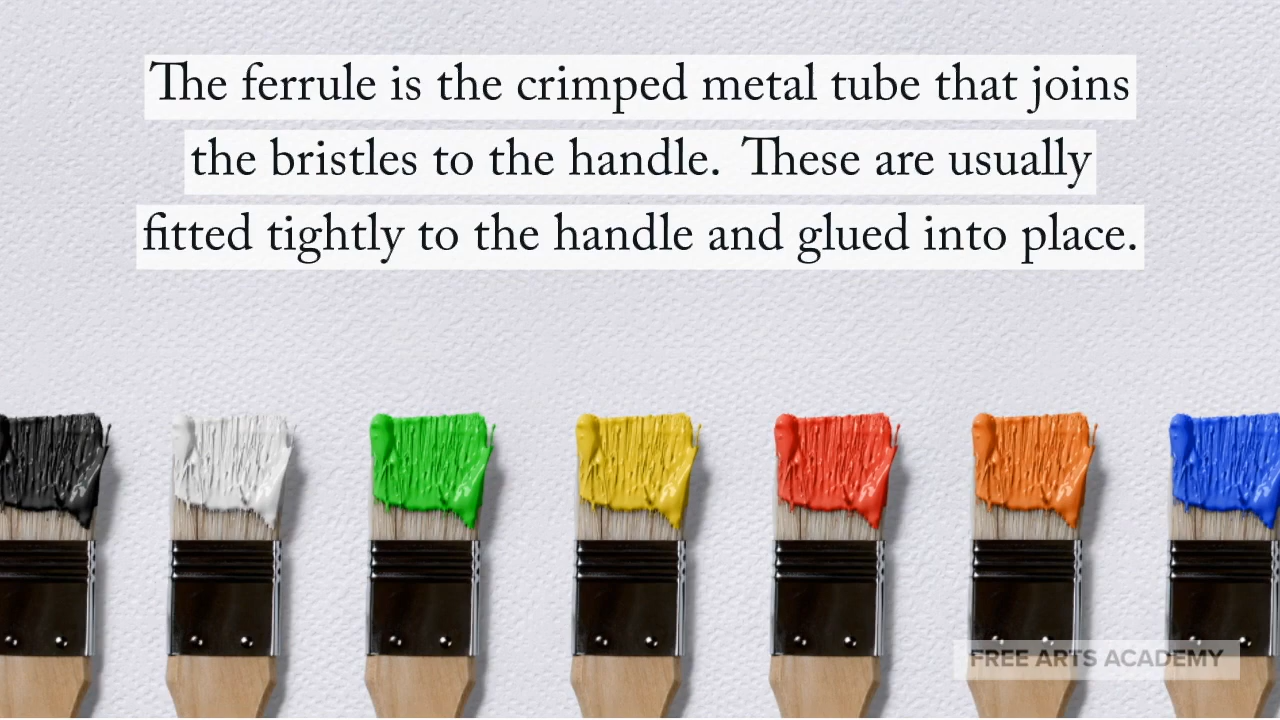 The ferrule is the crimped metal tube that joins
the bristles to the handle.  These are usually
fitted tightly to the handle and glued into place.
FREE ARTS ACADEMY